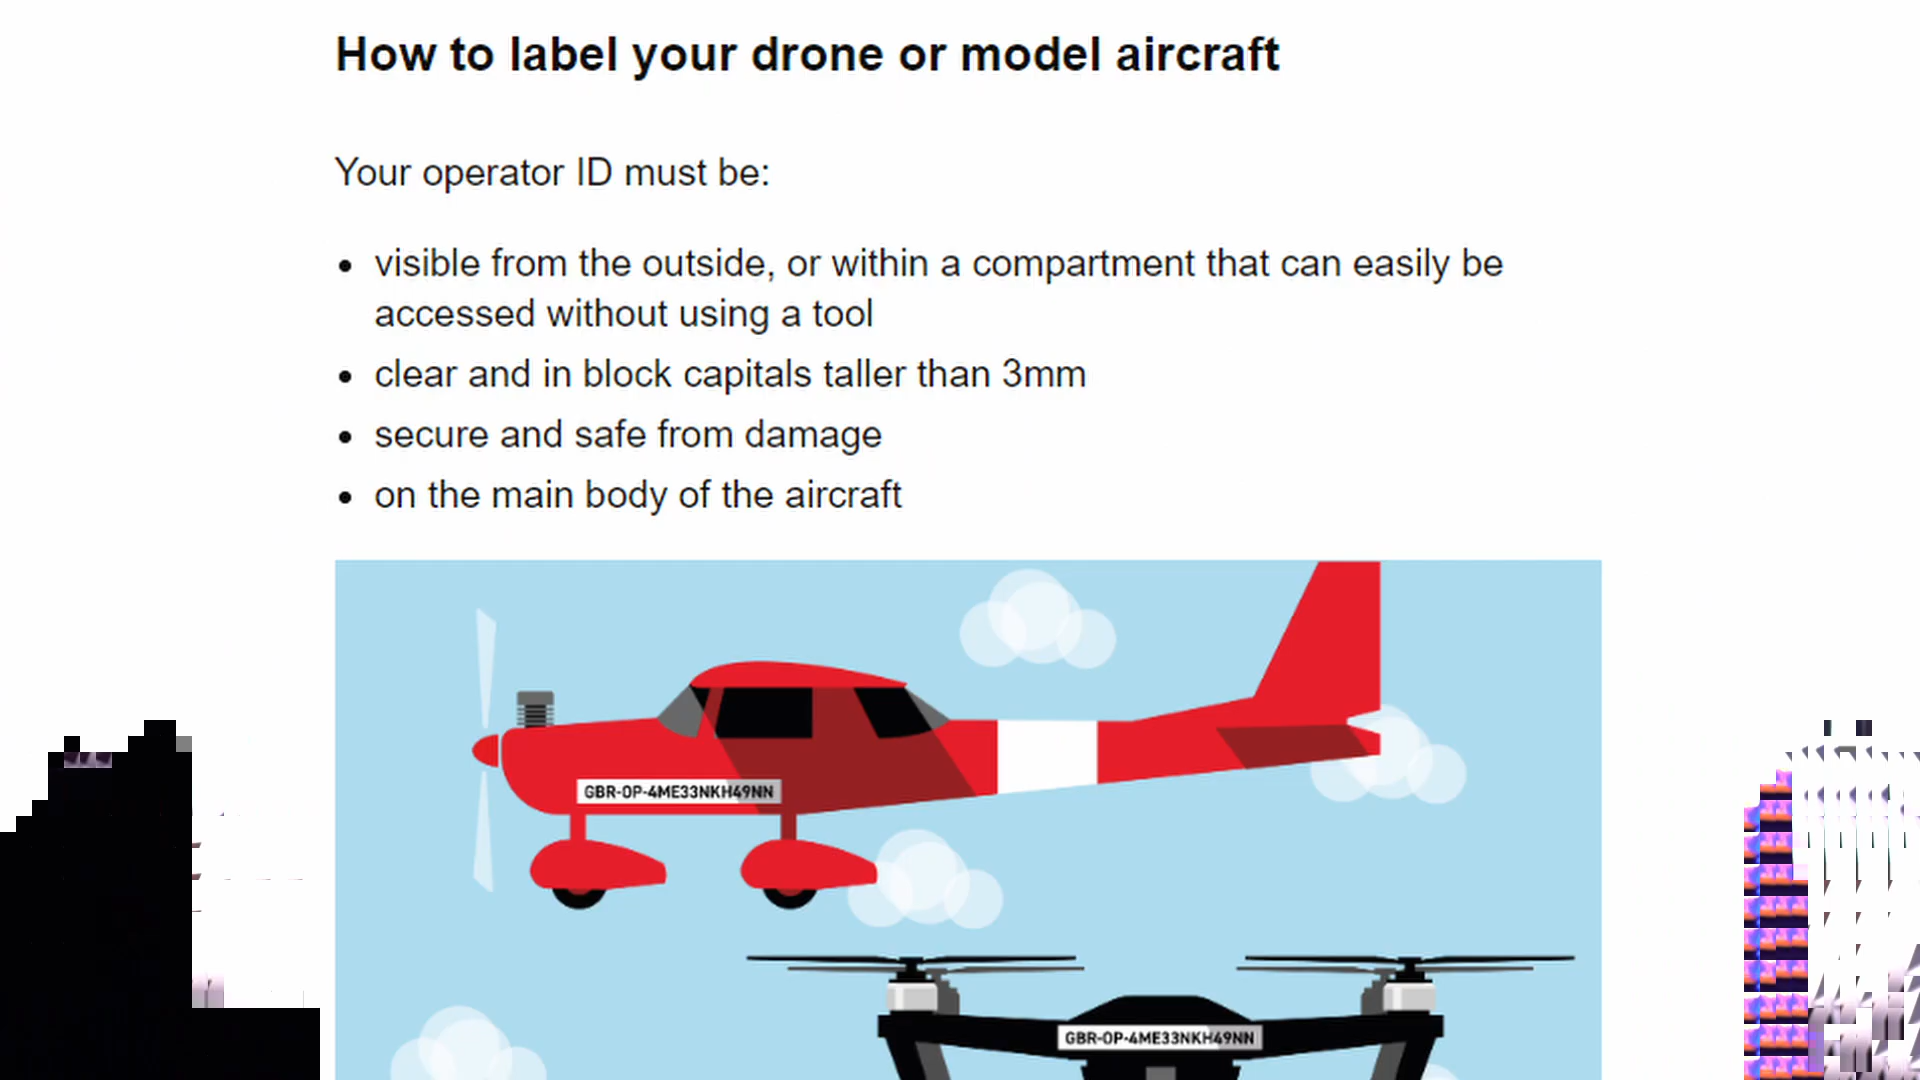 How to label your drone or model aircraft
Your operator ID must be:
• visible from the outside, or within a compartment that can easily be
accessed without using a tool
• clear and in block capitals taller than 3mm
• secure and safe from damage
• on the main body of the aircraft
GBR-OP-4ME33NKH49NN
GBR-OP-4ME33NKH49NN